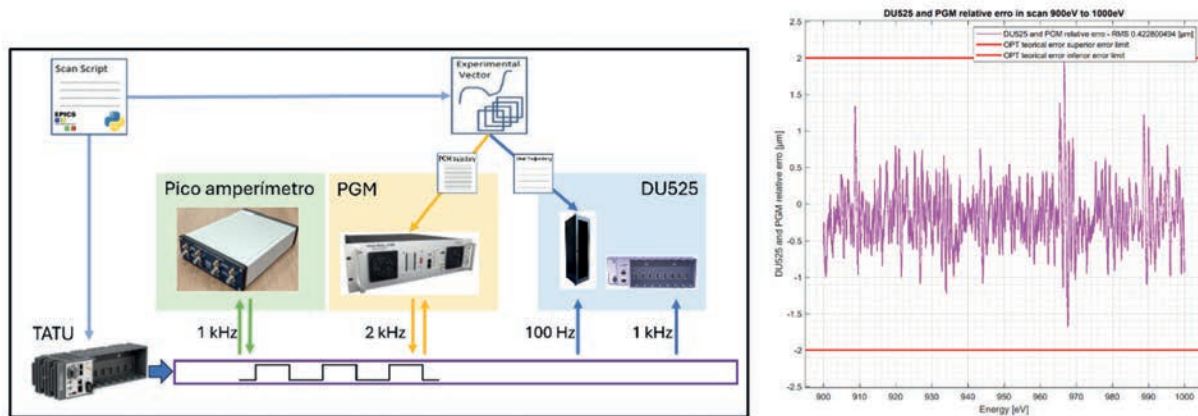 Scan Script
EPICS
Experimental
Vector
Pico amperímetro
PGM
DU525
1 kHz
2 kHz
100 Hz
1 kHz
TATU
DU525 and PGM relative erro in scan 900eV to 1000eV
DU525 and PGM relative erro - RMS 0.422800494 [µm]
OPT teorical error superior error limit
OPT teorical error inferior error limit
DU525 and PGM relative erro [µm]
2.5
2
1.5
1
0.5
0
-0.5
-1
-1.5
-2
-2.5
900
910
920
930
940
950
960
970
980
990
1000
Energy [eV]